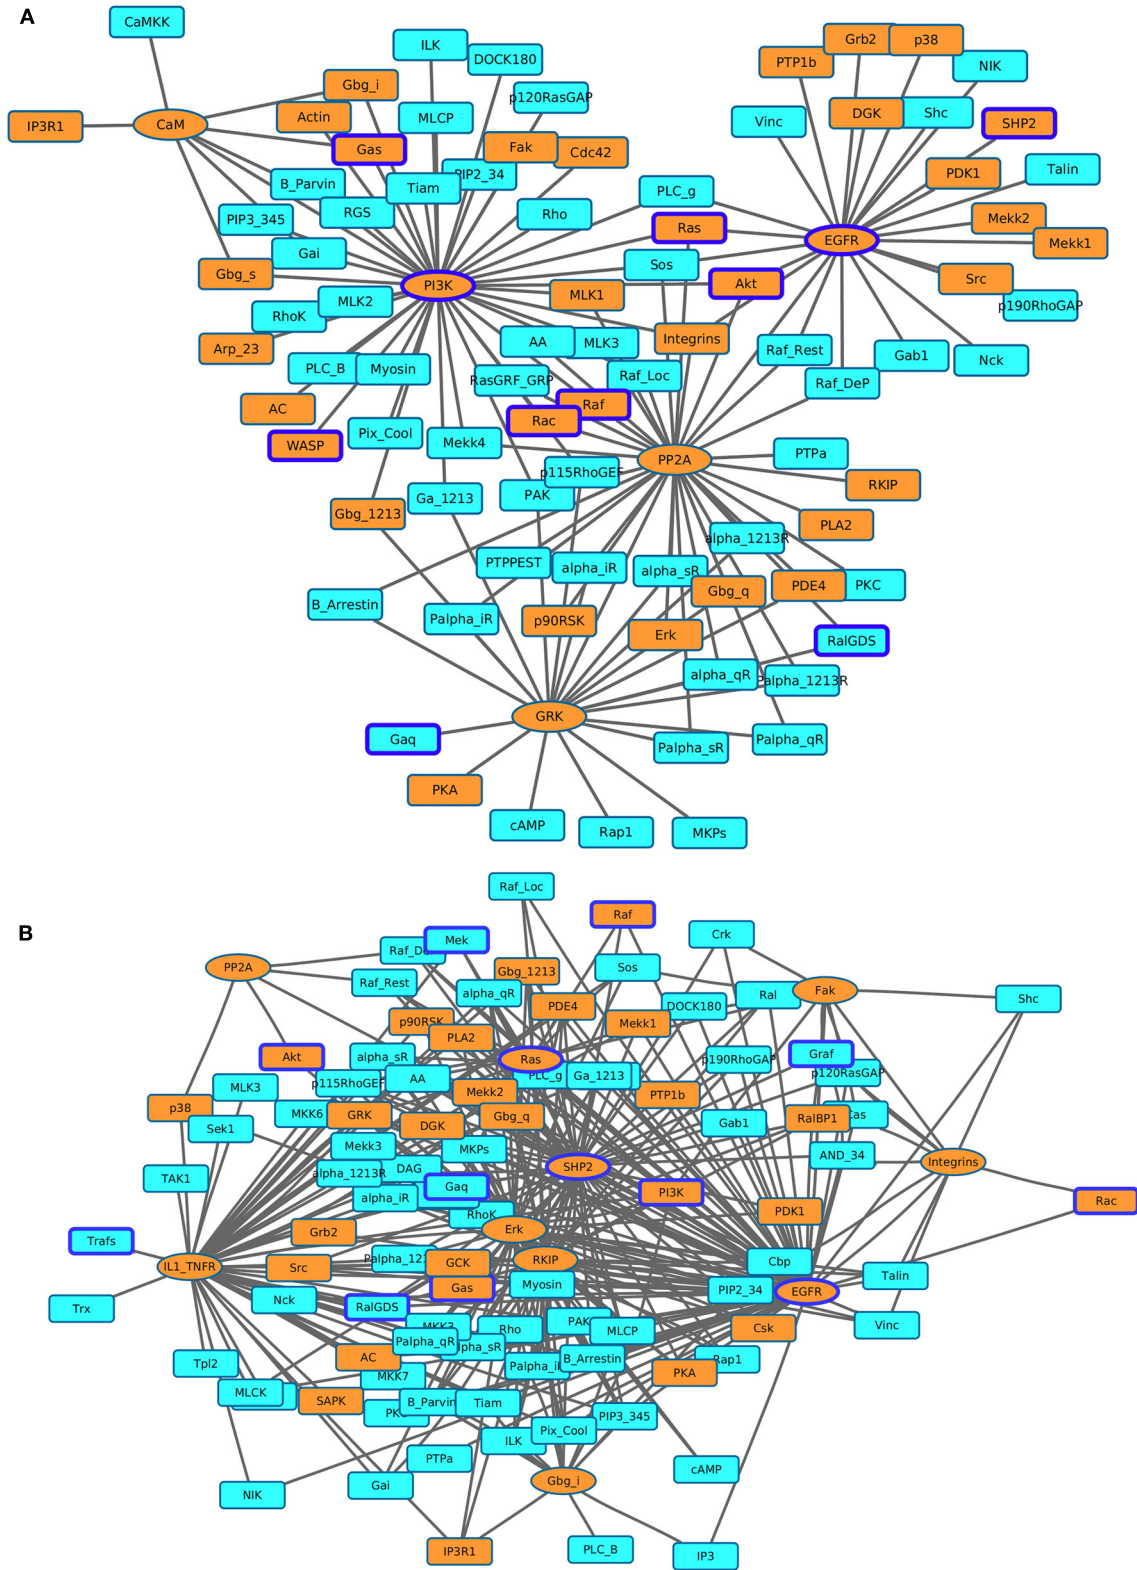 A
CaMKK
ILK
Grb2
p38
DOCK180
PTP1b
NIK
Gbg_i
p120RasGAP
IP3R1
CaM
Actin
MLCP
Vinc
DGK
Shc
SHP2
Gas
Fak
Cdc42
B_Parvin
Tiam
PIP2_34
PLC_g
PDK1
Talin
PIP3_345
RGS
Rho
Ras
Mekk2
EGFR
Mekk1
Gai
Sos
Gbg_s
PI3K
MLK1
Akt
Src
p190RhoGAP
MLK2
RhoK
Arp_23
AA
MLK3
Integrins
Raf_Rest
Gab1
Nck
PLC_B
Myosin
RasGRF_GRP
Raf_Loc
Raf_DeP
AC
Raf
Rac
WASP
Pix_Cool
Mekk4
PP2A
PTPa
p115RhoGEF
RKIP
Ga_1213
PAK
Gbg_1213
PLA2
alpha_1213R
PTPPEST
alpha_iR
alpha_sR
Gbg_q
PDE4
PKC
B_Arrestin
Palpha_iR
p90RSK
Erk
RalGDS
alpha_qR
Palpha_1213R
GRK
Gaq
Palpha_sR
Palpha_qR
PKA
cAMP
Rap1
MKPs
B
Raf_Loc
Raf
Mek
Crk
PP2A
Gbg_1213
Sos
Raf_Rest
alpha_qR
PDE4
DOCK180
Ral
Fak
Shc
p90RSK
PLA2
Mekk1
Akt
alpha_sR
Ras
p190RhoGAP
Graf
MLK3
p115RhoGEF
AA
PLC_g
Ga_1213
p120RasGAP
p38
MKK6
GRK
Mekk2
PTP1b
Sek1
DGK
Gbg_q
Gab1
RalBP1
Mekk3
MKPs
AND_34
Integrins
TAK1
alpha_1213R
DAG
SHP2
Gaq
PI3K
Rac
alpha_iR
RhoK
PDK1
Trafs
Grb2
Erk
IL1_TNFR
Src
GCK
RKIP
Cbp
Talin
Trx
Nck
RalGDS
Gas
Myosin
PIP2_34
EGFR
Rho
PAK
MLCP
Csk
Vinc
Palpha_qR
Tpl2
AC
B_Arrestin
Rap1
MLCK
SAPK
MKK7
PKA
B_Parvin
Tiam
PIP3_345
ILK
Pix_Cool
PTPa
cAMP
NIK
Gai
Gbg_i
IP3R1
PLC_B
IP3